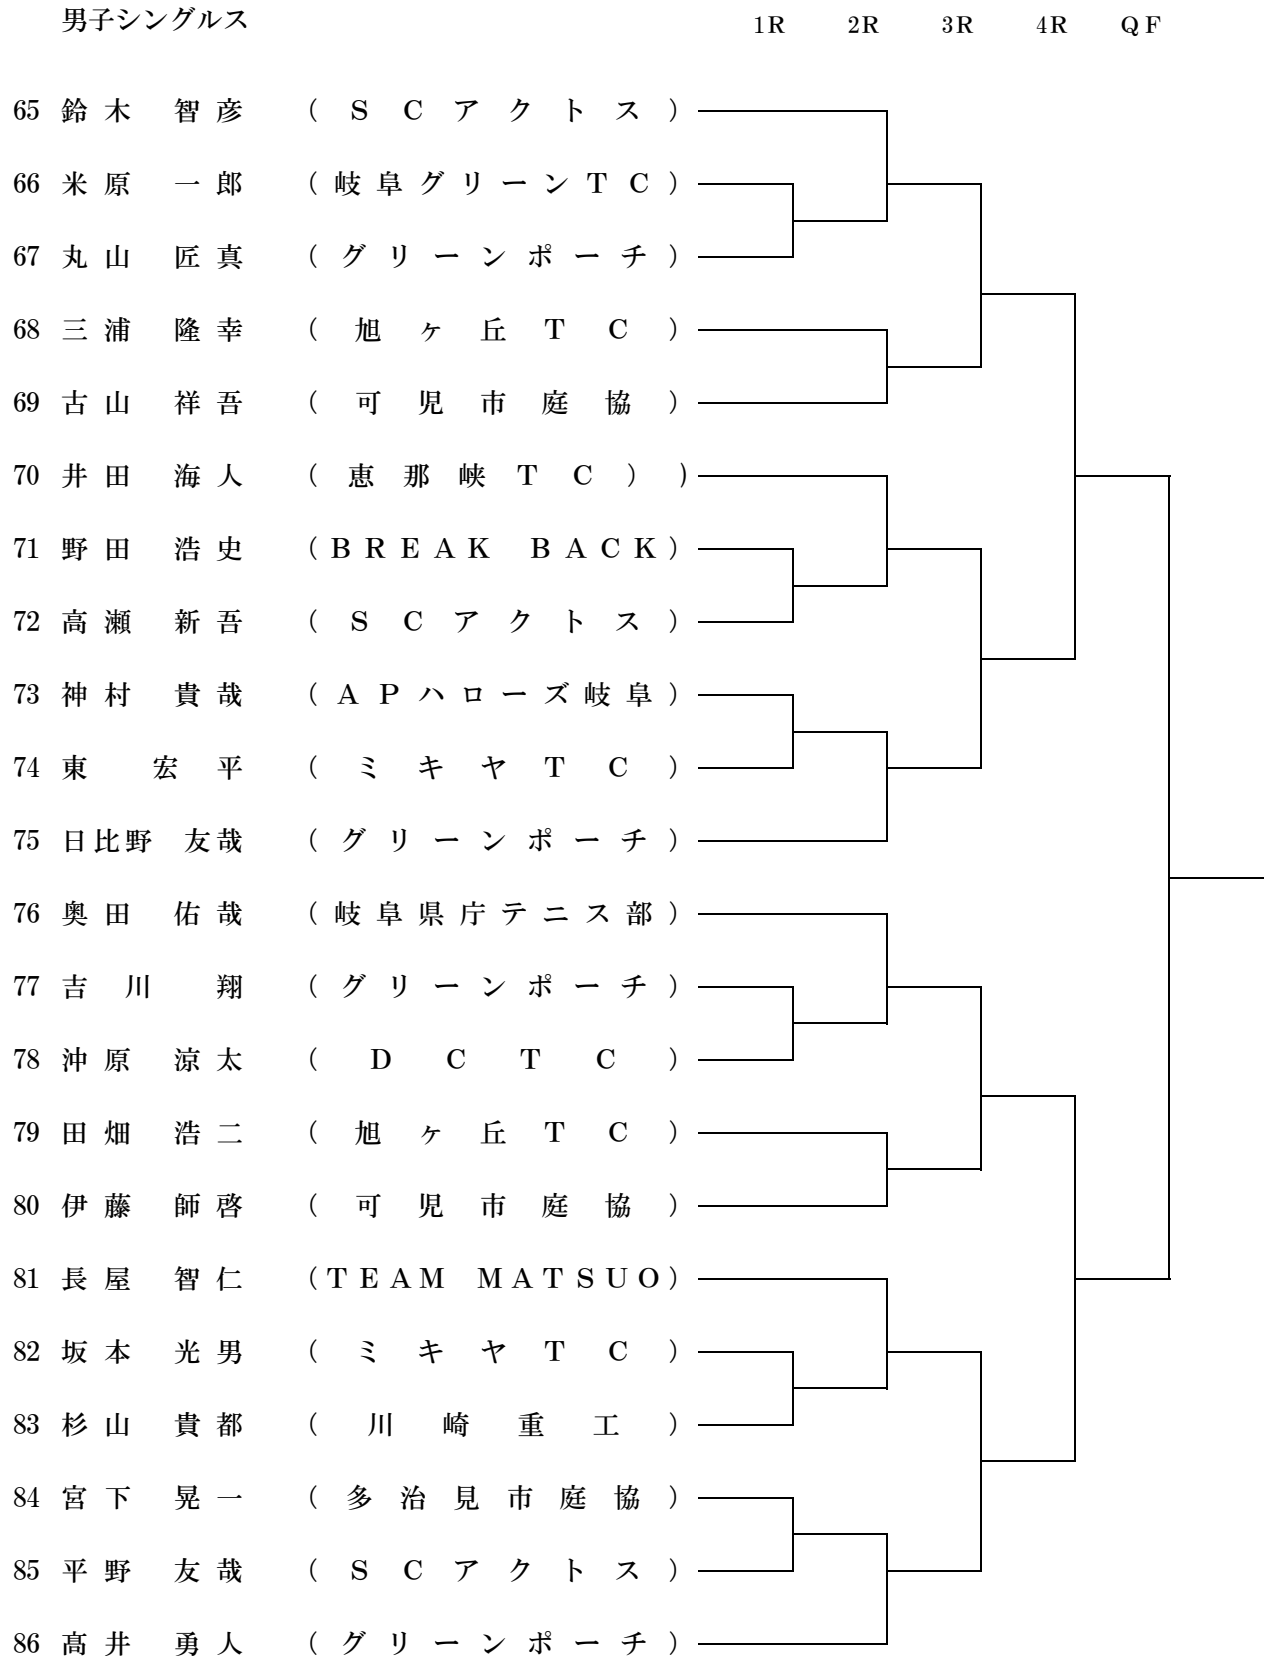 男子シングルス 1R 2R 3R 4R QF
65 鈴木 智彦 (SCアクトス)
66 米原 一郎 (岐阜グリーンTC)
67 丸山 匠真 (グリーンポーチ)
68 三浦 隆幸 (旭ヶ丘TC)
69 古山 祥吾 (可児市庭協)
70 井田 海人 (恵那峡TC))
71 野田 浩史 (BREAK BACK)
72 高瀬 新吾 (SCアクトス)
73 神村 貴哉 (APハローズ岐阜)
74 東 宏平 (ミキヤTC)
75 日比野 友哉 (グリーンポーチ)
76 奥田 佑哉 (岐阜県庁テニス部)
77 吉川 翔 (グリーンポーチ)
78 沖原 涼太 (DCTC)
79 田畑 浩二 (旭ヶ丘TC)
80 伊藤 師啓 (可児市庭協)
81 長屋 智仁 (TEAM MATSUO)
82 坂本 光男 (ミキヤTC)
83 杉山 貴都 (川崎重工)
84 宮下 晃一 (多治見市庭協)
85 平野 友哉 (SCアクトス)
86 髙井 勇人 (グリーンポーチ)